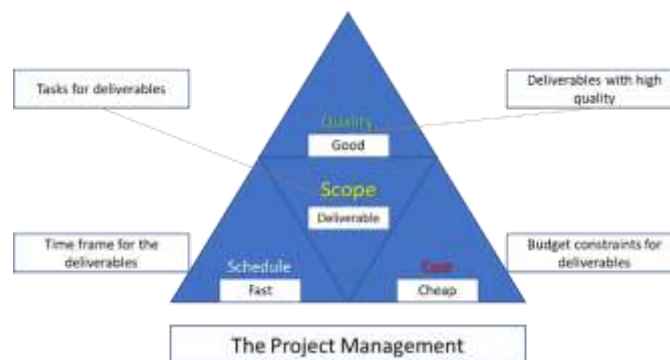 Tasks for deliverables
Deliverables with high
quality
Quality
Good
Scope
Deliverable
Time frame for the
deliverables
Budget constraints for
deliverables
Schedule
Fast
Cost
Cheap
The Project Management